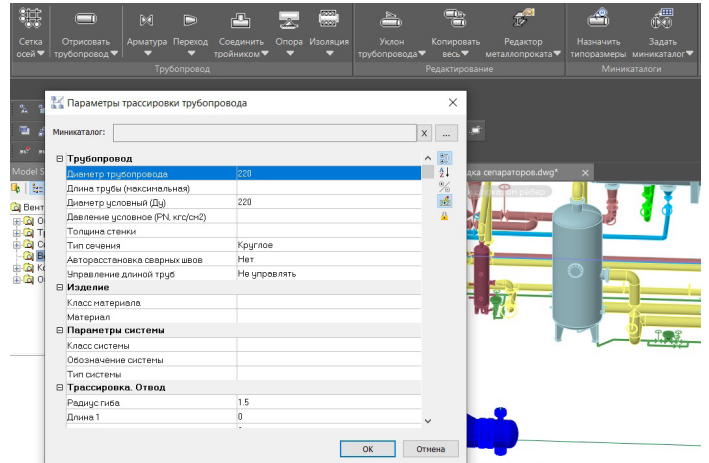 Сетка осей
Отрисовать трубопровод
Арматура
Переход
Соединить тройником
Опора
Изоляция
Уклон трубопровода
Копировать весь
Редактор металлопроката
Назначить типоразмеры
Задать миникаталог
Трубопровод
Редактирование
Миникаталоги
Параметры трассировки трубопровода
Миникаталог:
X
...
Model S
дка сепараторов.dwg*
Вент
Трубопровод
Диаметр трубопровода 220
Длина трубы (максимальная)
Диаметр условный (Ду) 220
Давление условное (PN, кгс/см2)
Толщина стенки
Тип сечения Круглое
Авторасстановка сварных швов Нет
Управление длиной труб Не управлять
Изделие
Класс материала
Материал
Параметры системы
Класс системы
Обозначение системы
Тип системы
Трассировка. Отвод
Радиус гиба 1.5
Длина 1 0
OK
Отмена